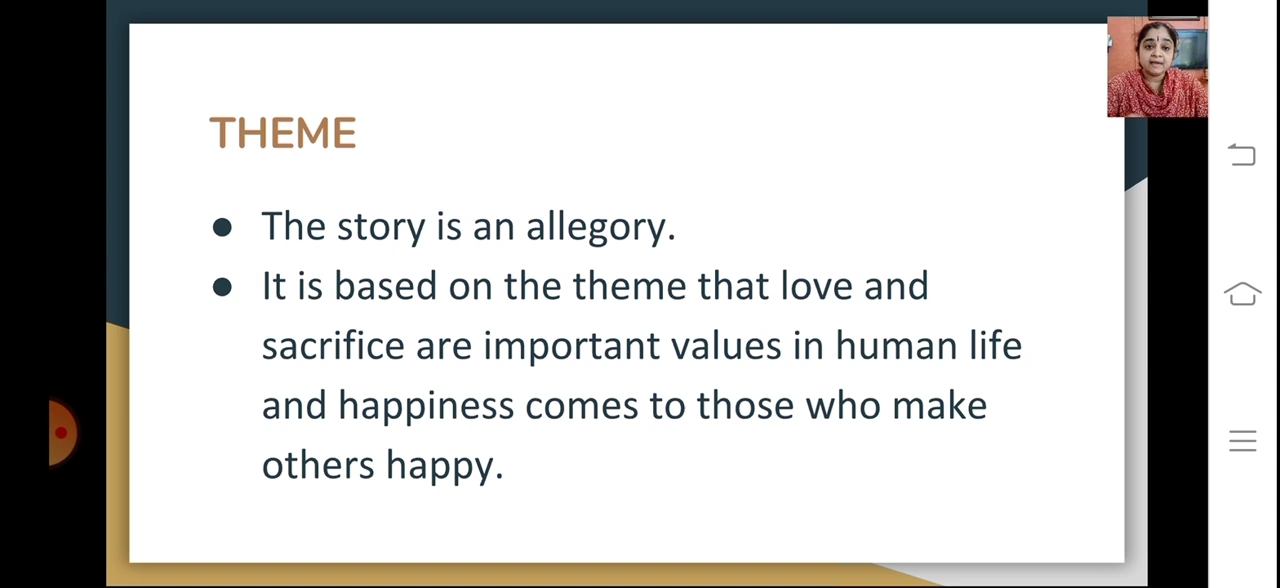 THEME
● The story is an allegory.
● It is based on the theme that love and
sacrifice are important values in human life
and happiness comes to those who make
others happy.